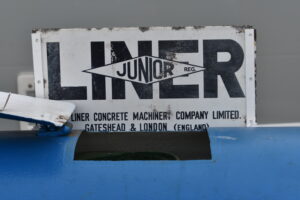 LINER
JUNIOR REG.
LINER CONCRETE MACHINERY COMPANY LIMITED.
GATESHEAD & LONDON (ENGLAND)